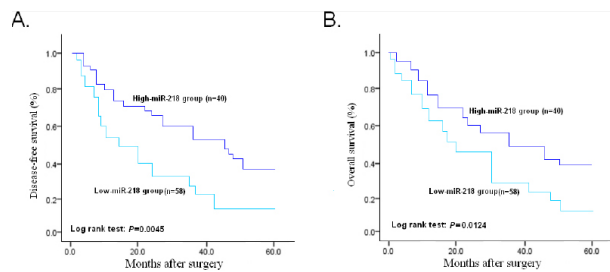 A.
Disease-free survival (%)
1.0
0.8
0.6
0.4
0.2
0.0
High-miR-218 group (n=40)
Low-miR-218 group(n=58)
Log rank test: P=0.0045
0
20.0
40.0
60.0
Months after surgery
B.
Overall survival (%)
1.0
0.8
0.6
0.4
0.2
0.0
High-miR-218 group (n=40)
Low-miR-218 group(n=58)
Log rank test: P=0.0124
0
20.0
40.0
60.0
Months after surgery